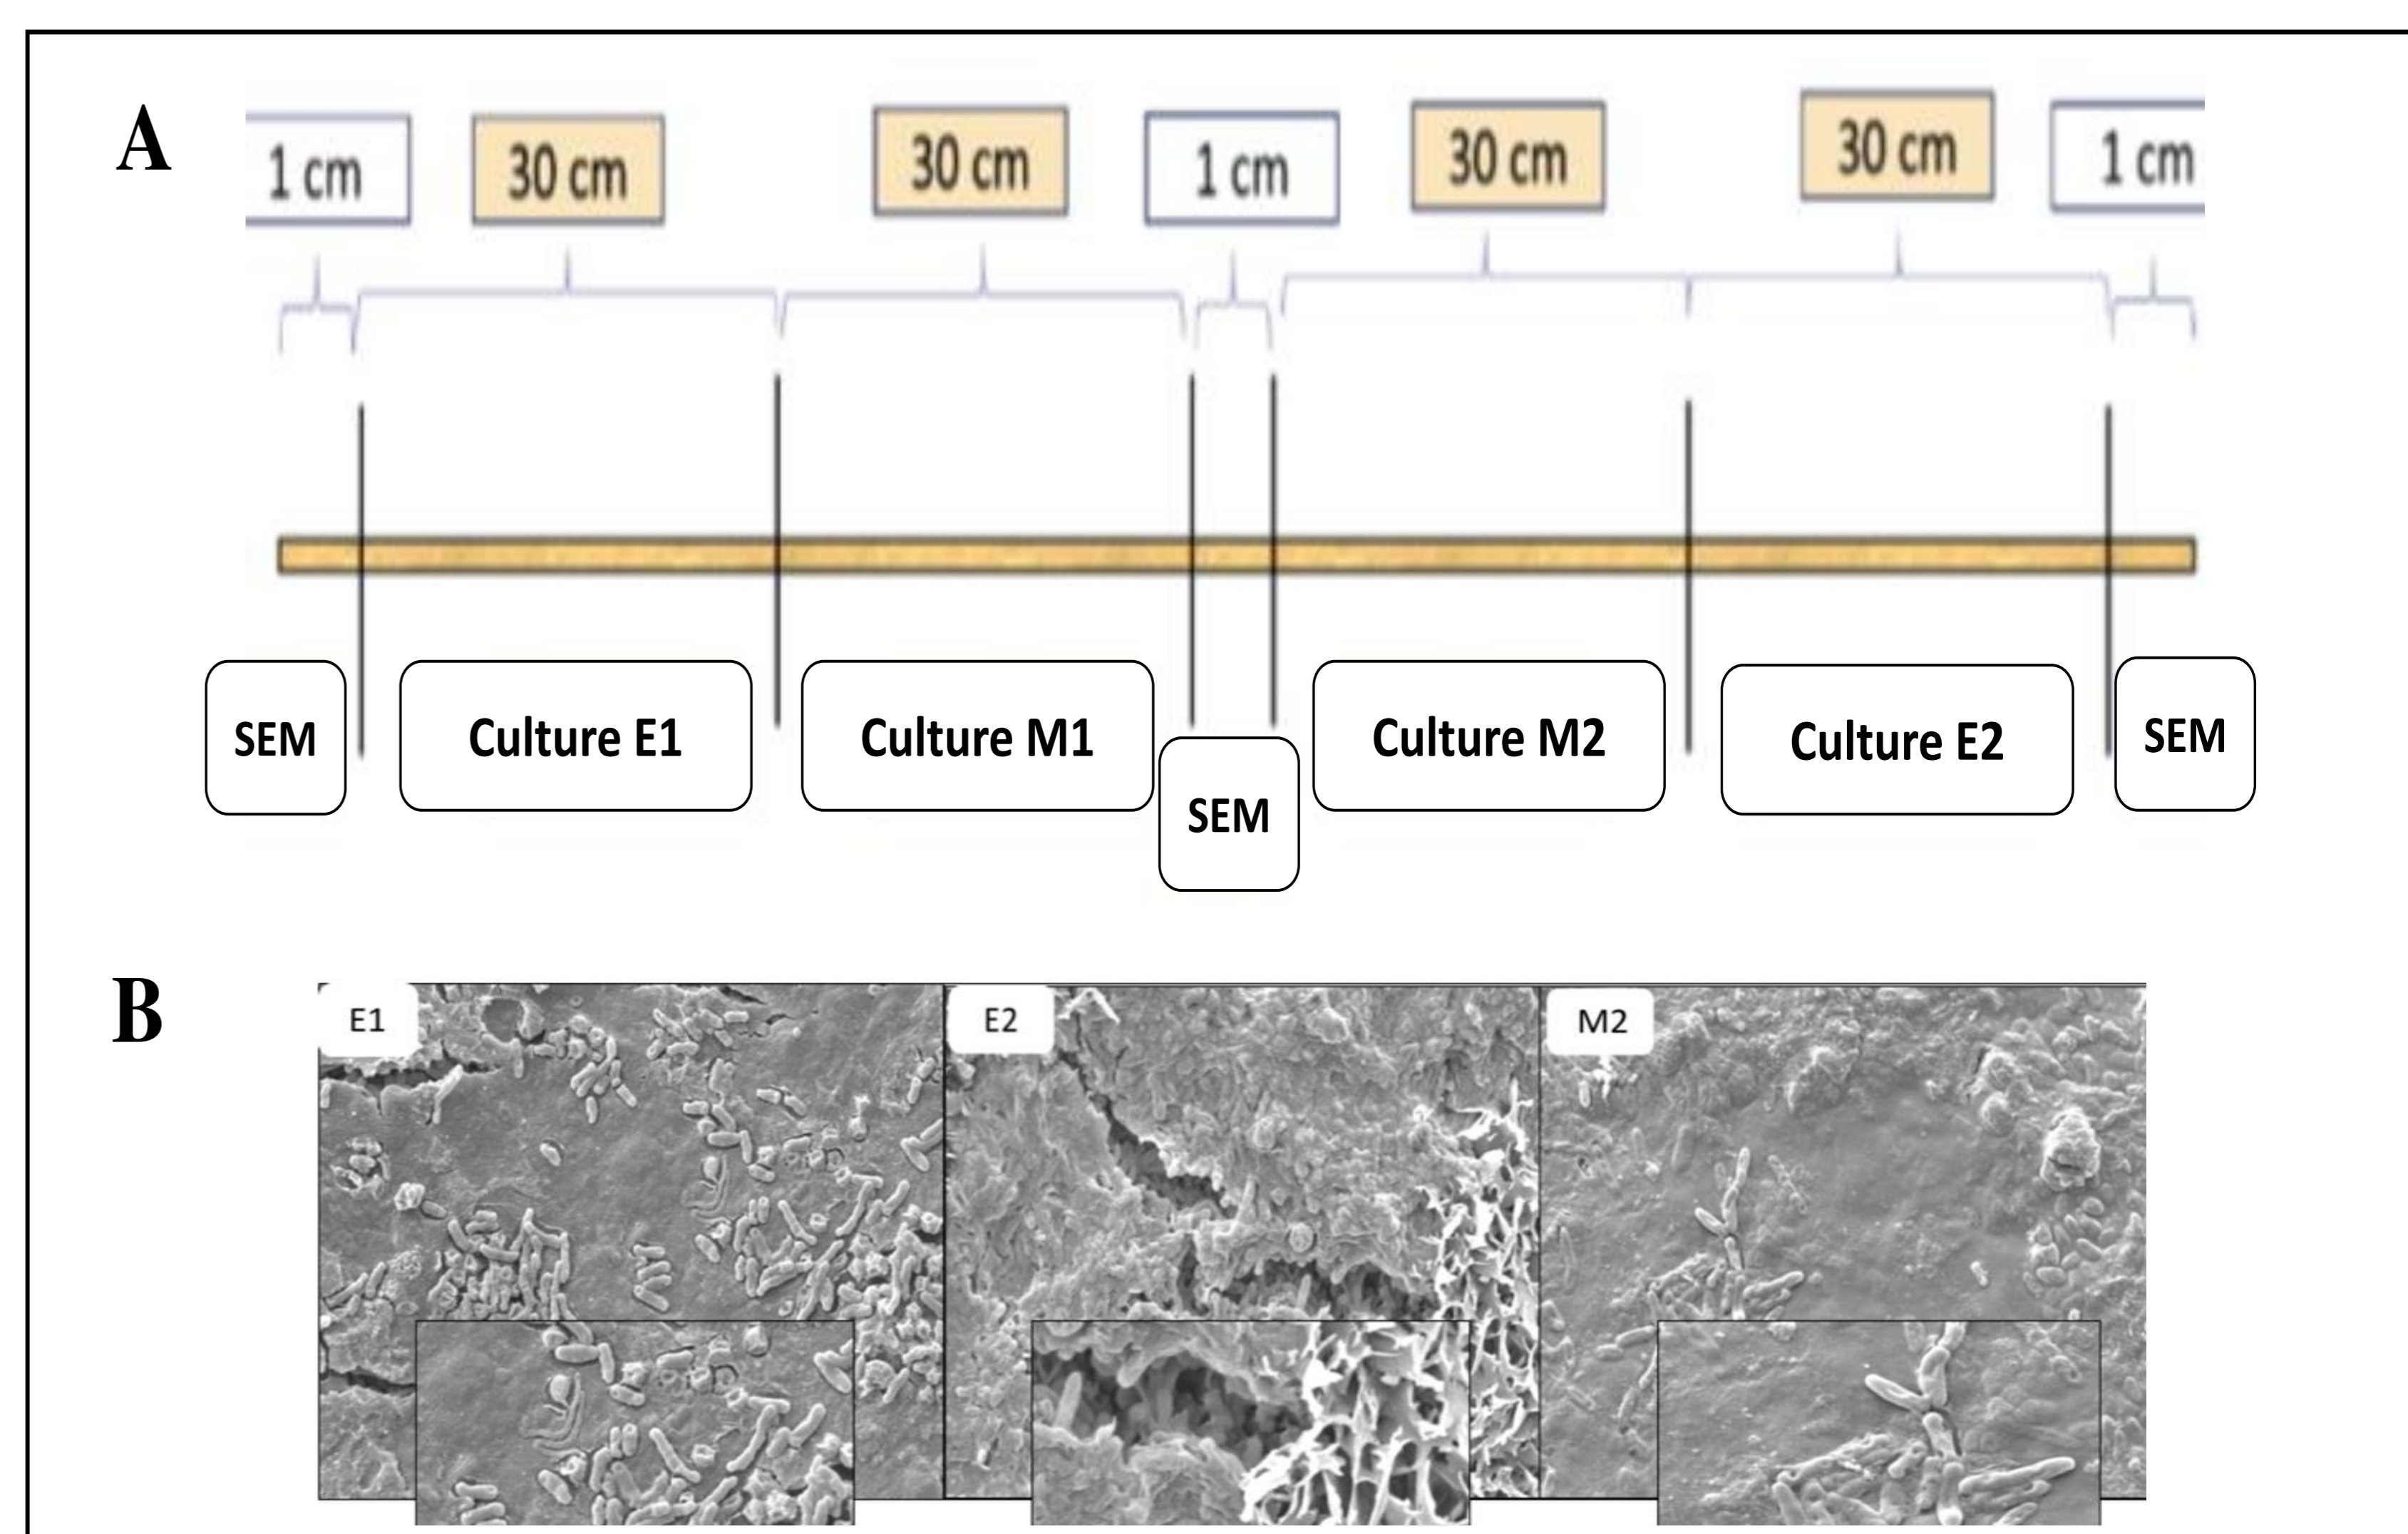 A
1 cm
30 cm
30 cm
1 cm
30 cm
30 cm
1 cm
SEM
Culture E1
Culture M1
SEM
Culture M2
Culture E2
SEM
B
E1
E2
M2